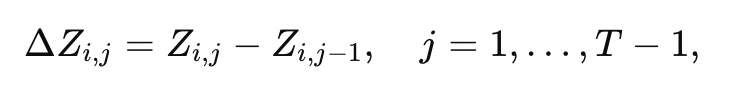 ΔZ_{i,j} = Z_{i,j} − Z_{i,j−1}, j = 1, . . . , T − 1,